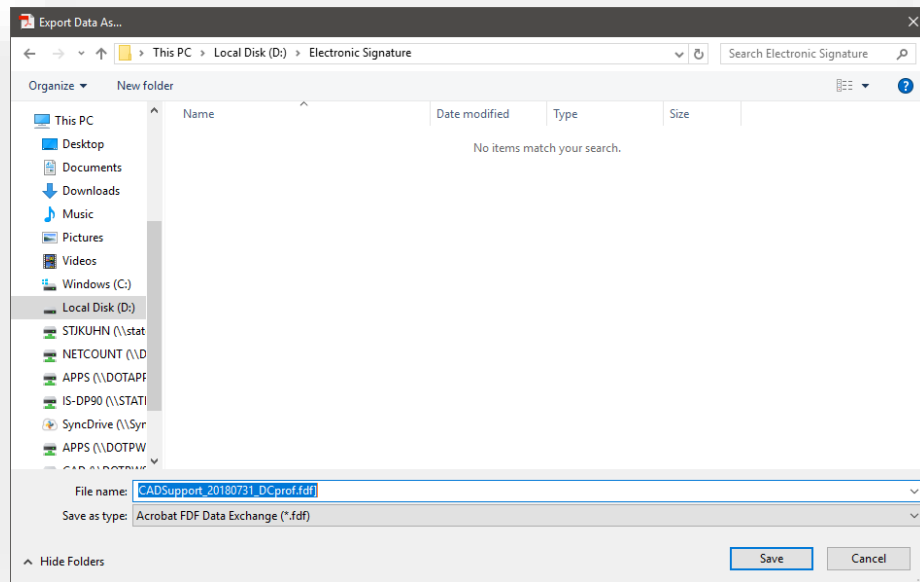 Export Data As...
This PC > Local Disk (D:) > Electronic Signature
Search Electronic Signature
Organize
New folder
?
Name
Date modified
Type
Size
No items match your search.
This PC
Desktop
Documents
Downloads
Music
Pictures
Videos
Windows (C:)
Local Disk (D:)
STJKUHN (\\stat
NETCOUNT (\\D
APPS (\\DOTAPP
IS-DP90 (\\STATI
SyncDrive (\\Syn
APPS (\\DOTPW
File name: CADSupport_20180731_DCprof.fdf
Save as type: Acrobat FDF Data Exchange (*.fdf)
Hide Folders
Save
Cancel